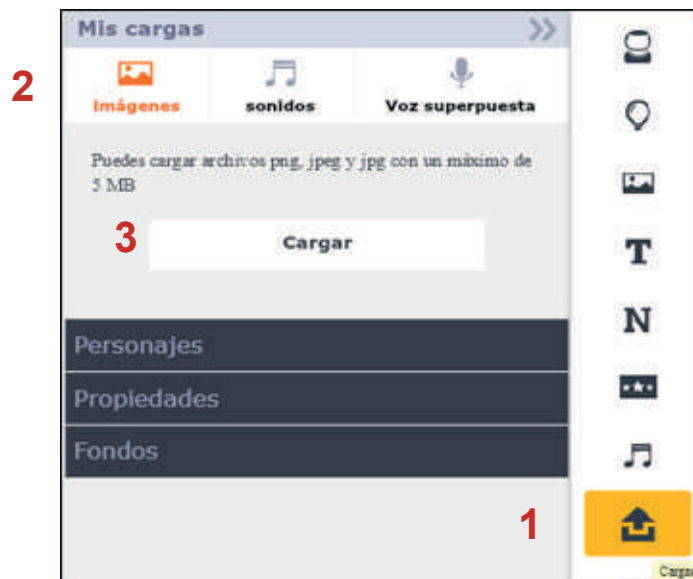 Mis cargas
2
Imágenes sonidos Voz superpuesta
Puedes cargar archivos png, jpeg y jpg con un máximo de
5 MB
3 Cargar
T
N
Personajes
Propiedades
Fondos
1